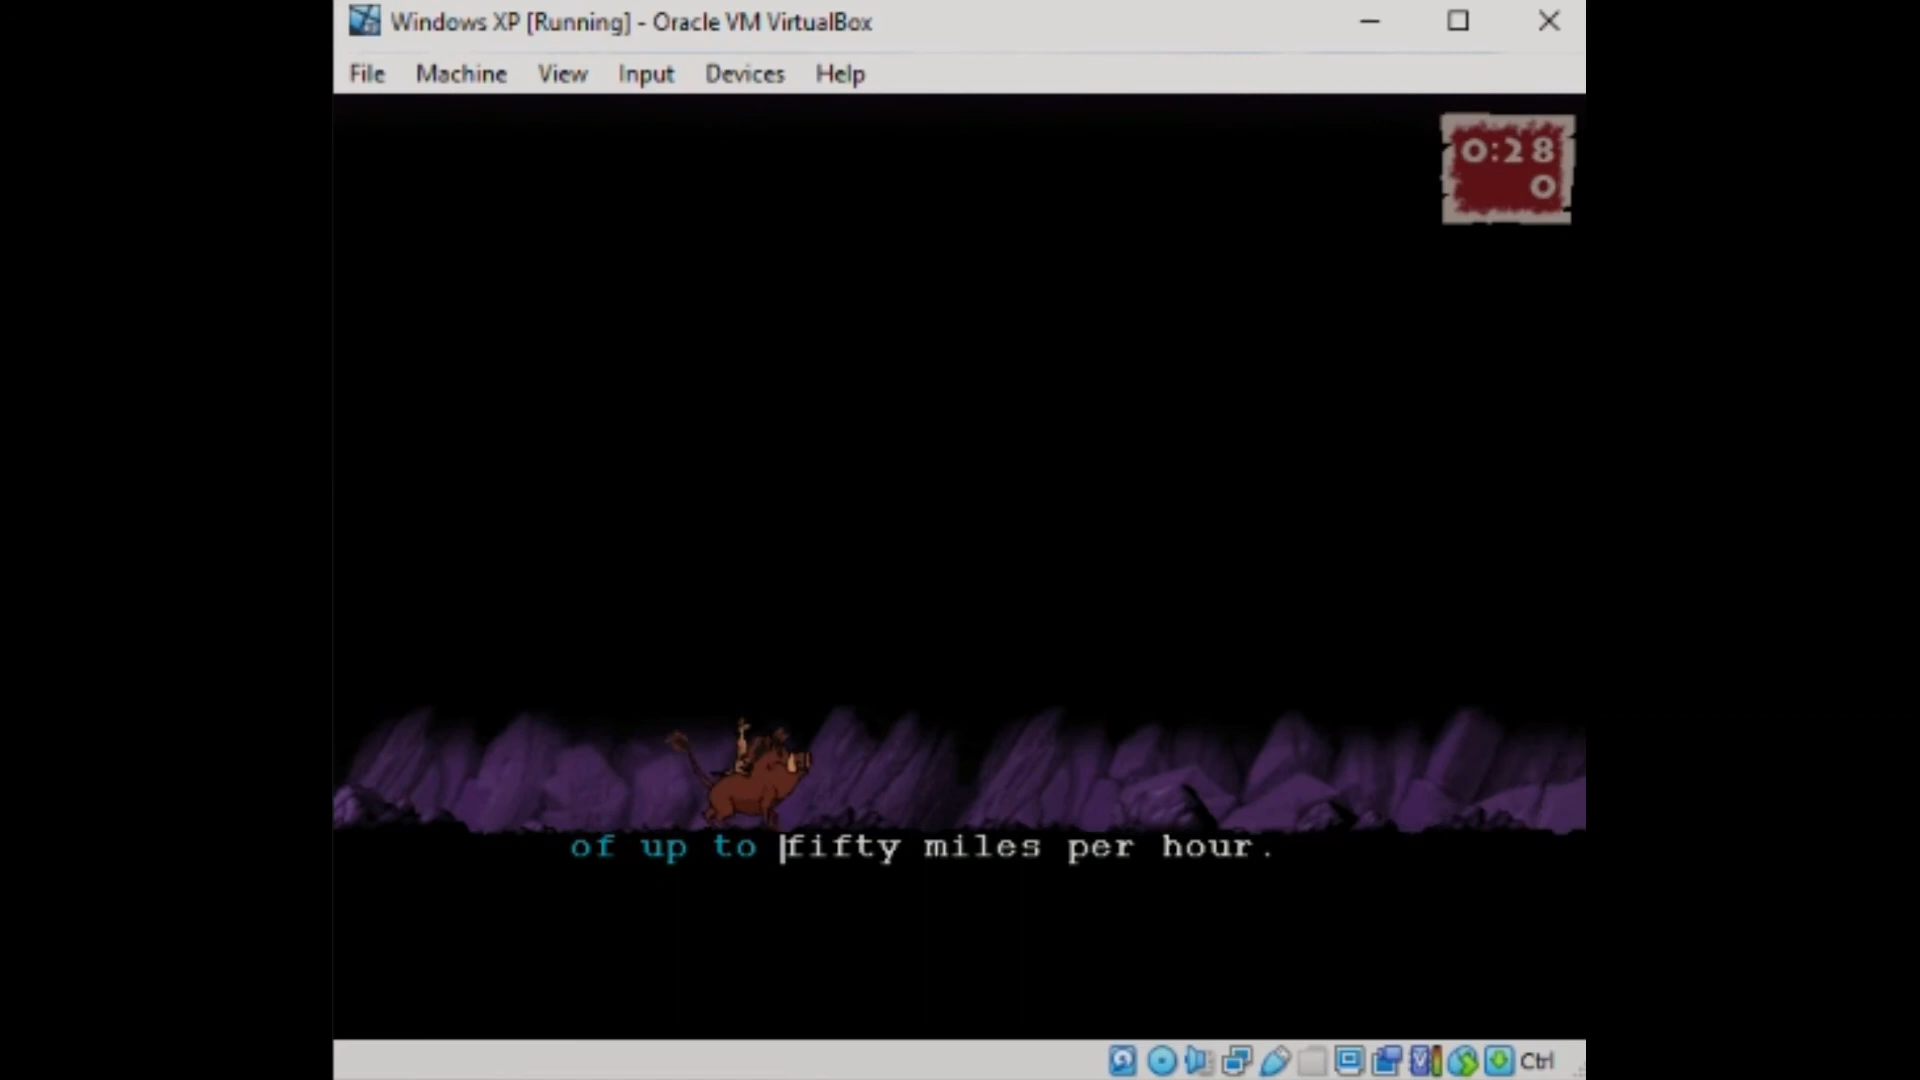 Windows XP [Running] - Oracle VM VirtualBox
File Machine View Input Devices Help
0:28
0
of up to fifty miles per hour.
Ctrl